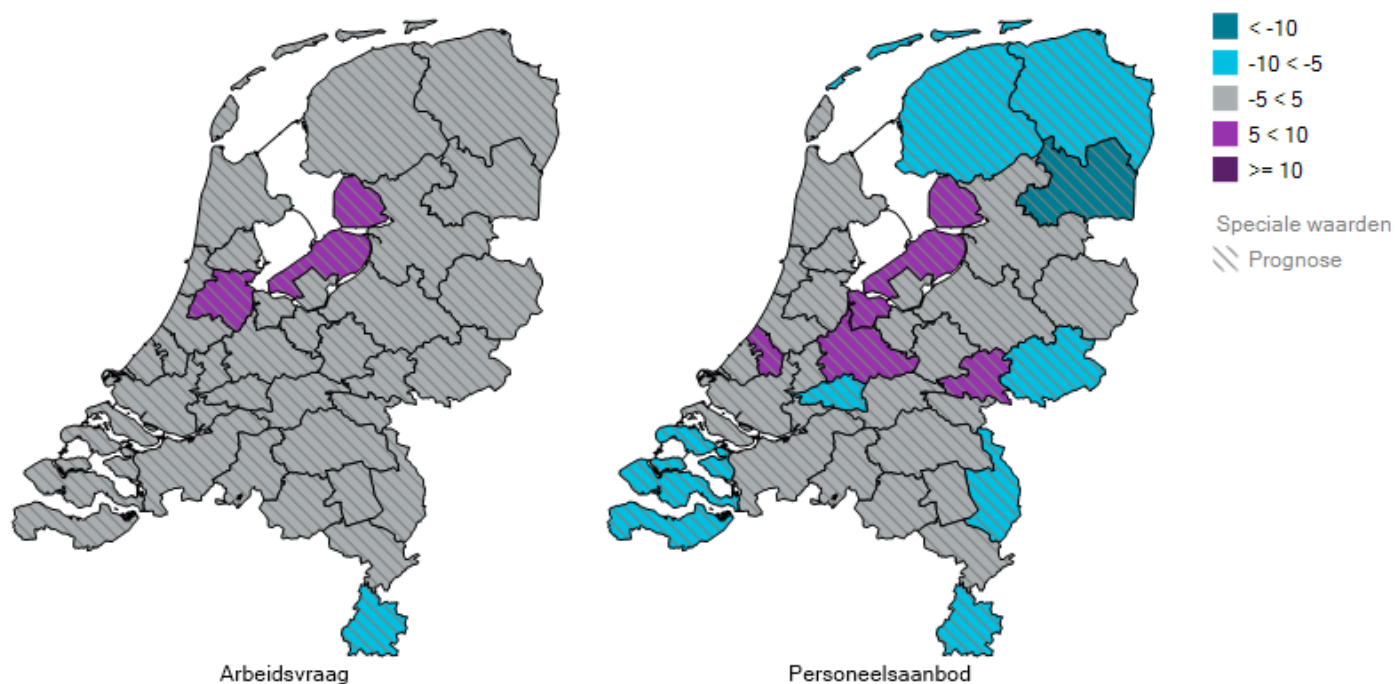 < -10
-10 < -5
-5 < 5
5 < 10
>= 10
Speciale waarden
Prognose
Arbeidsvraag
Personeelsaanbod